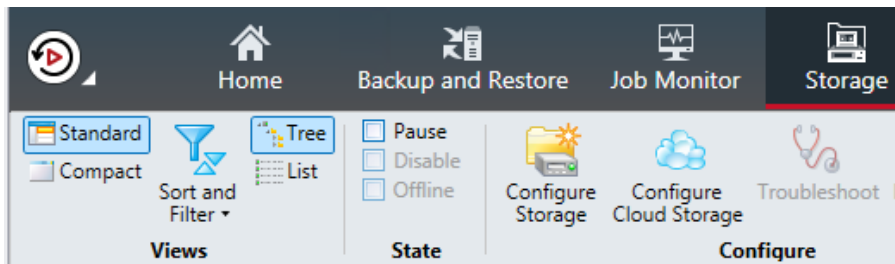 Home
Backup and Restore
Job Monitor
Storage
Standard
Compact
Sort and
Filter
Tree
List
Views
Pause
Disable
Offline
State
Configure
Storage
Configure
Cloud Storage
Troubleshoot
Configure